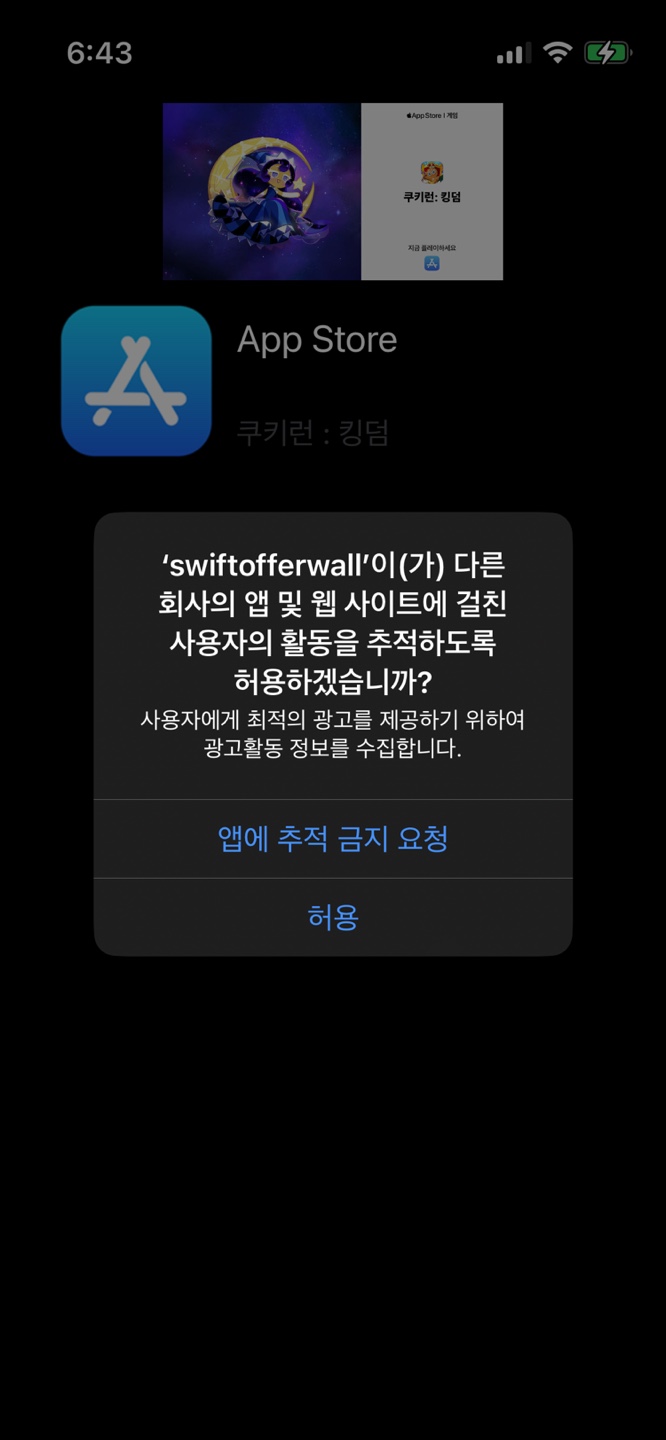 6:43
App Store | 게임
쿠키런: 킹덤
지금 플레이하세요
App Store
쿠키런 : 킹덤
‘swiftofferwall’이(가) 다른
회사의 앱 및 웹 사이트에 걸친
사용자의 활동을 추적하도록
허용하겠습니까?
사용자에게 최적의 광고를 제공하기 위하여
광고활동 정보를 수집합니다.
앱에 추적 금지 요청
허용